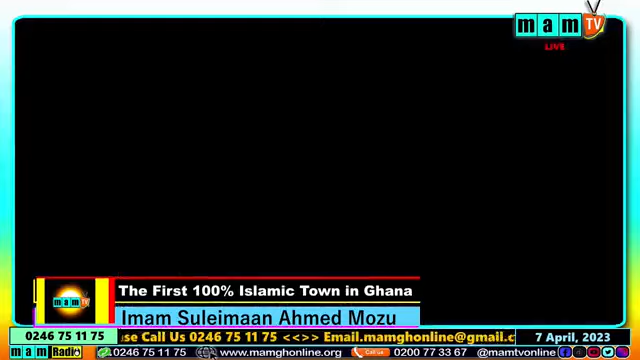 mam TV
LIVE
The First 100% Islamic Town in Ghana
mam TV
Imam Suleimaan Ahmed Mozu
0246 75 11 75
se Call Us 0246 75 11 75 <<>> Email.mamghonline@gmail.c
7 April, 2023
mam Radio
0246 75 11 75
www.mamghonline.org
Call us
0200 77 33 67
@mamtvonline